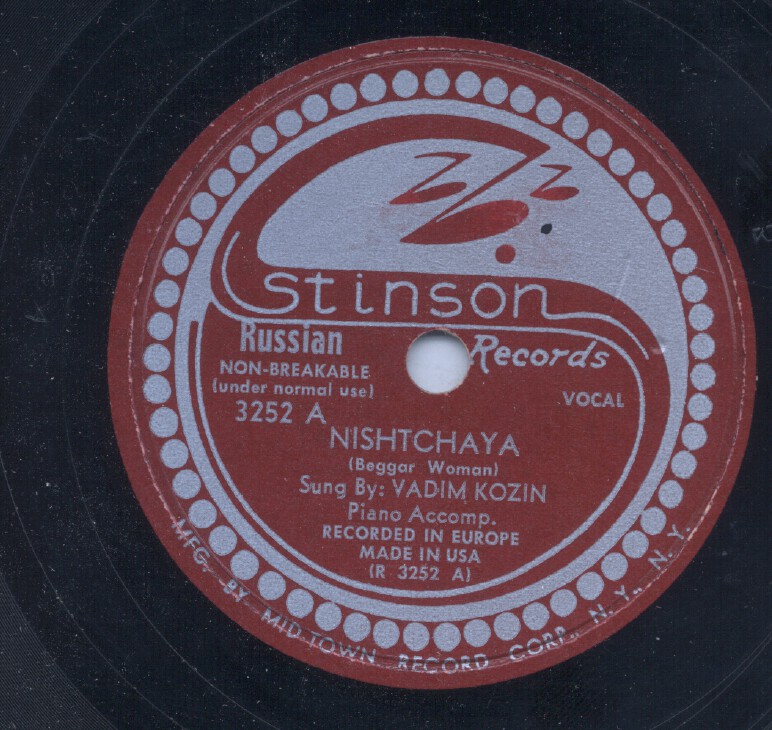 Stinson
Russian
Records
NON-BREAKABLE
(under normal use)
VOCAL
3252 A
NISHTCHAYA
(Beggar Woman)
Sung By: VADIM KOZIN
Piano Accomp.
RECORDED IN EUROPE
MADE IN USA
(R 3252 A)
MFG. BY MID-TOWN RECORD CORP., N. Y., N. Y.